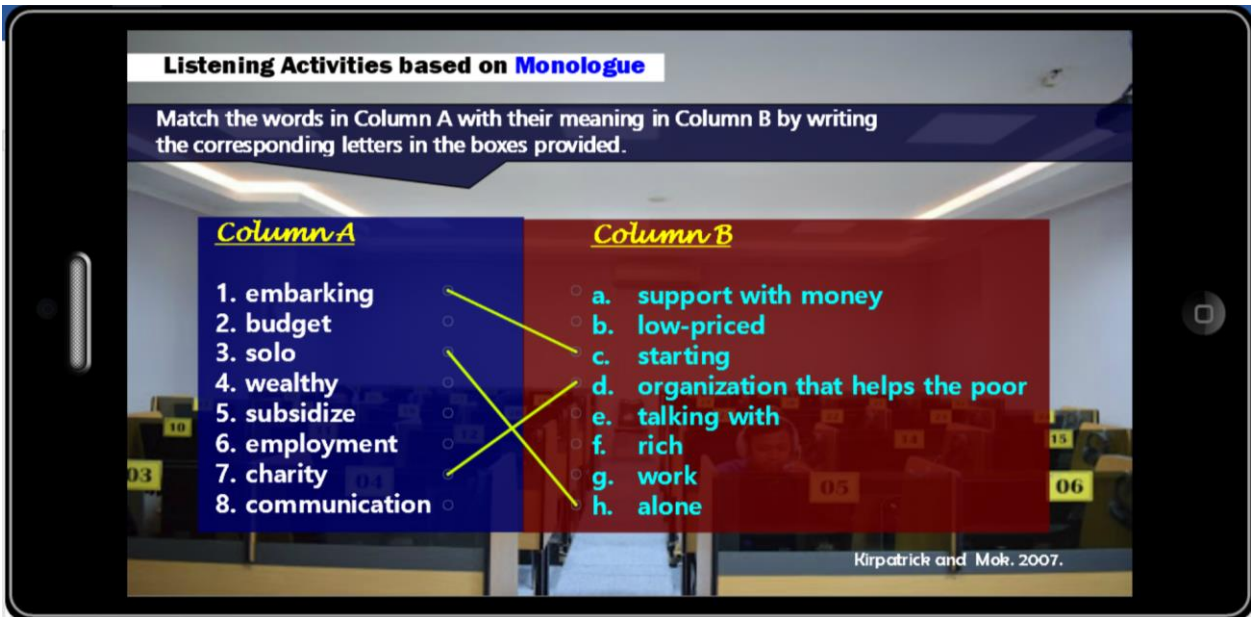 Listening Activities based on Monologue
Match the words in Column A with their meaning in Column B by writing
the corresponding letters in the boxes provided.
Column A
1. embarking
2. budget
3. solo
4. wealthy
5. subsidize
6. employment
7. charity
8. communication
Column B
a. support with money
b. low-priced
c. starting
d. organization that helps the poor
e. talking with
f. rich
g. work
h. alone
10
03
04
12
14
05
15
06
Kirpatrick and Mok. 2007.